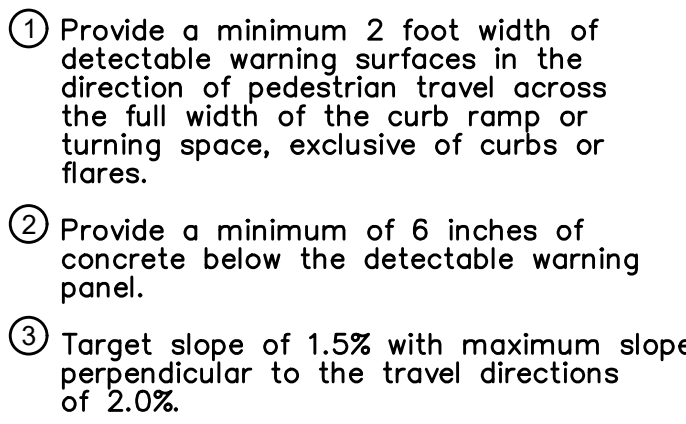 1 Provide a minimum 2 foot width of
detectable warning surfaces in the
direction of pedestrian travel across
the full width of the curb ramp or
turning space, exclusive of curbs or
flares.
2 Provide a minimum of 6 inches of
concrete below the detectable warning
panel.
3 Target slope of 1.5% with maximum slope
perpendicular to the travel directions
of 2.0%.